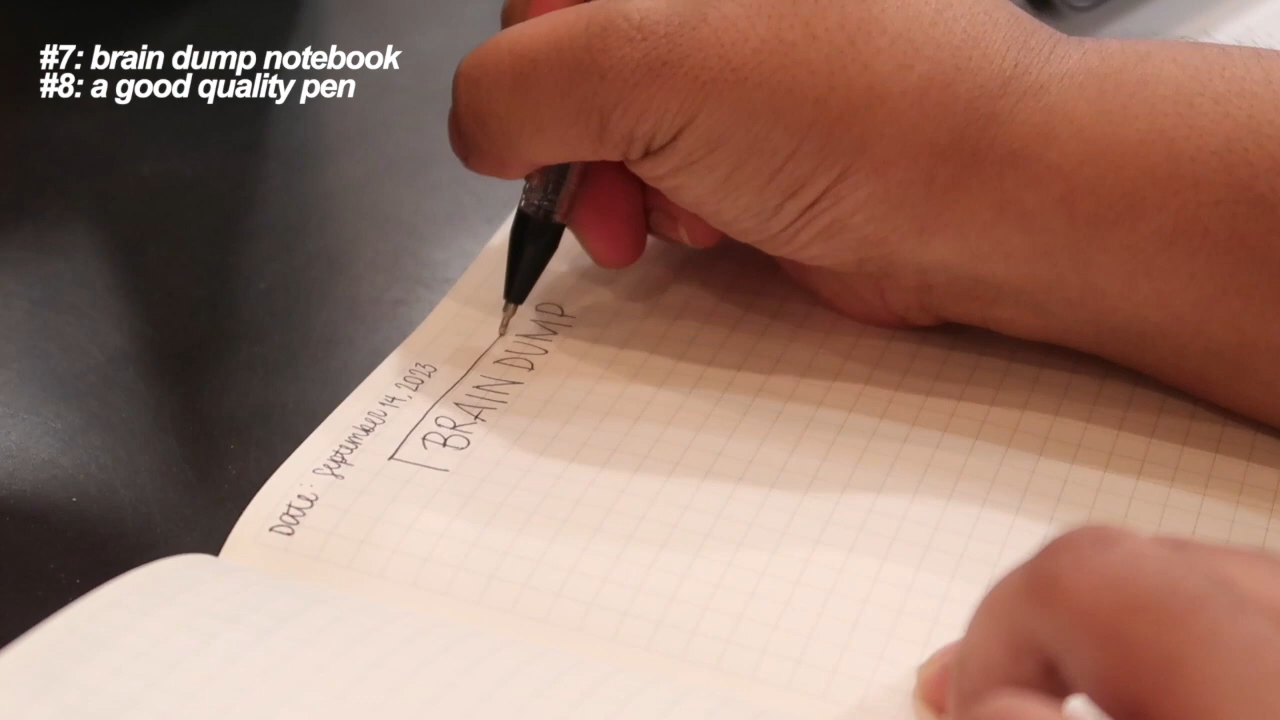 #7: brain dump notebook
#8: a good quality pen
Date: September 14, 2023
BRAIN DUMP